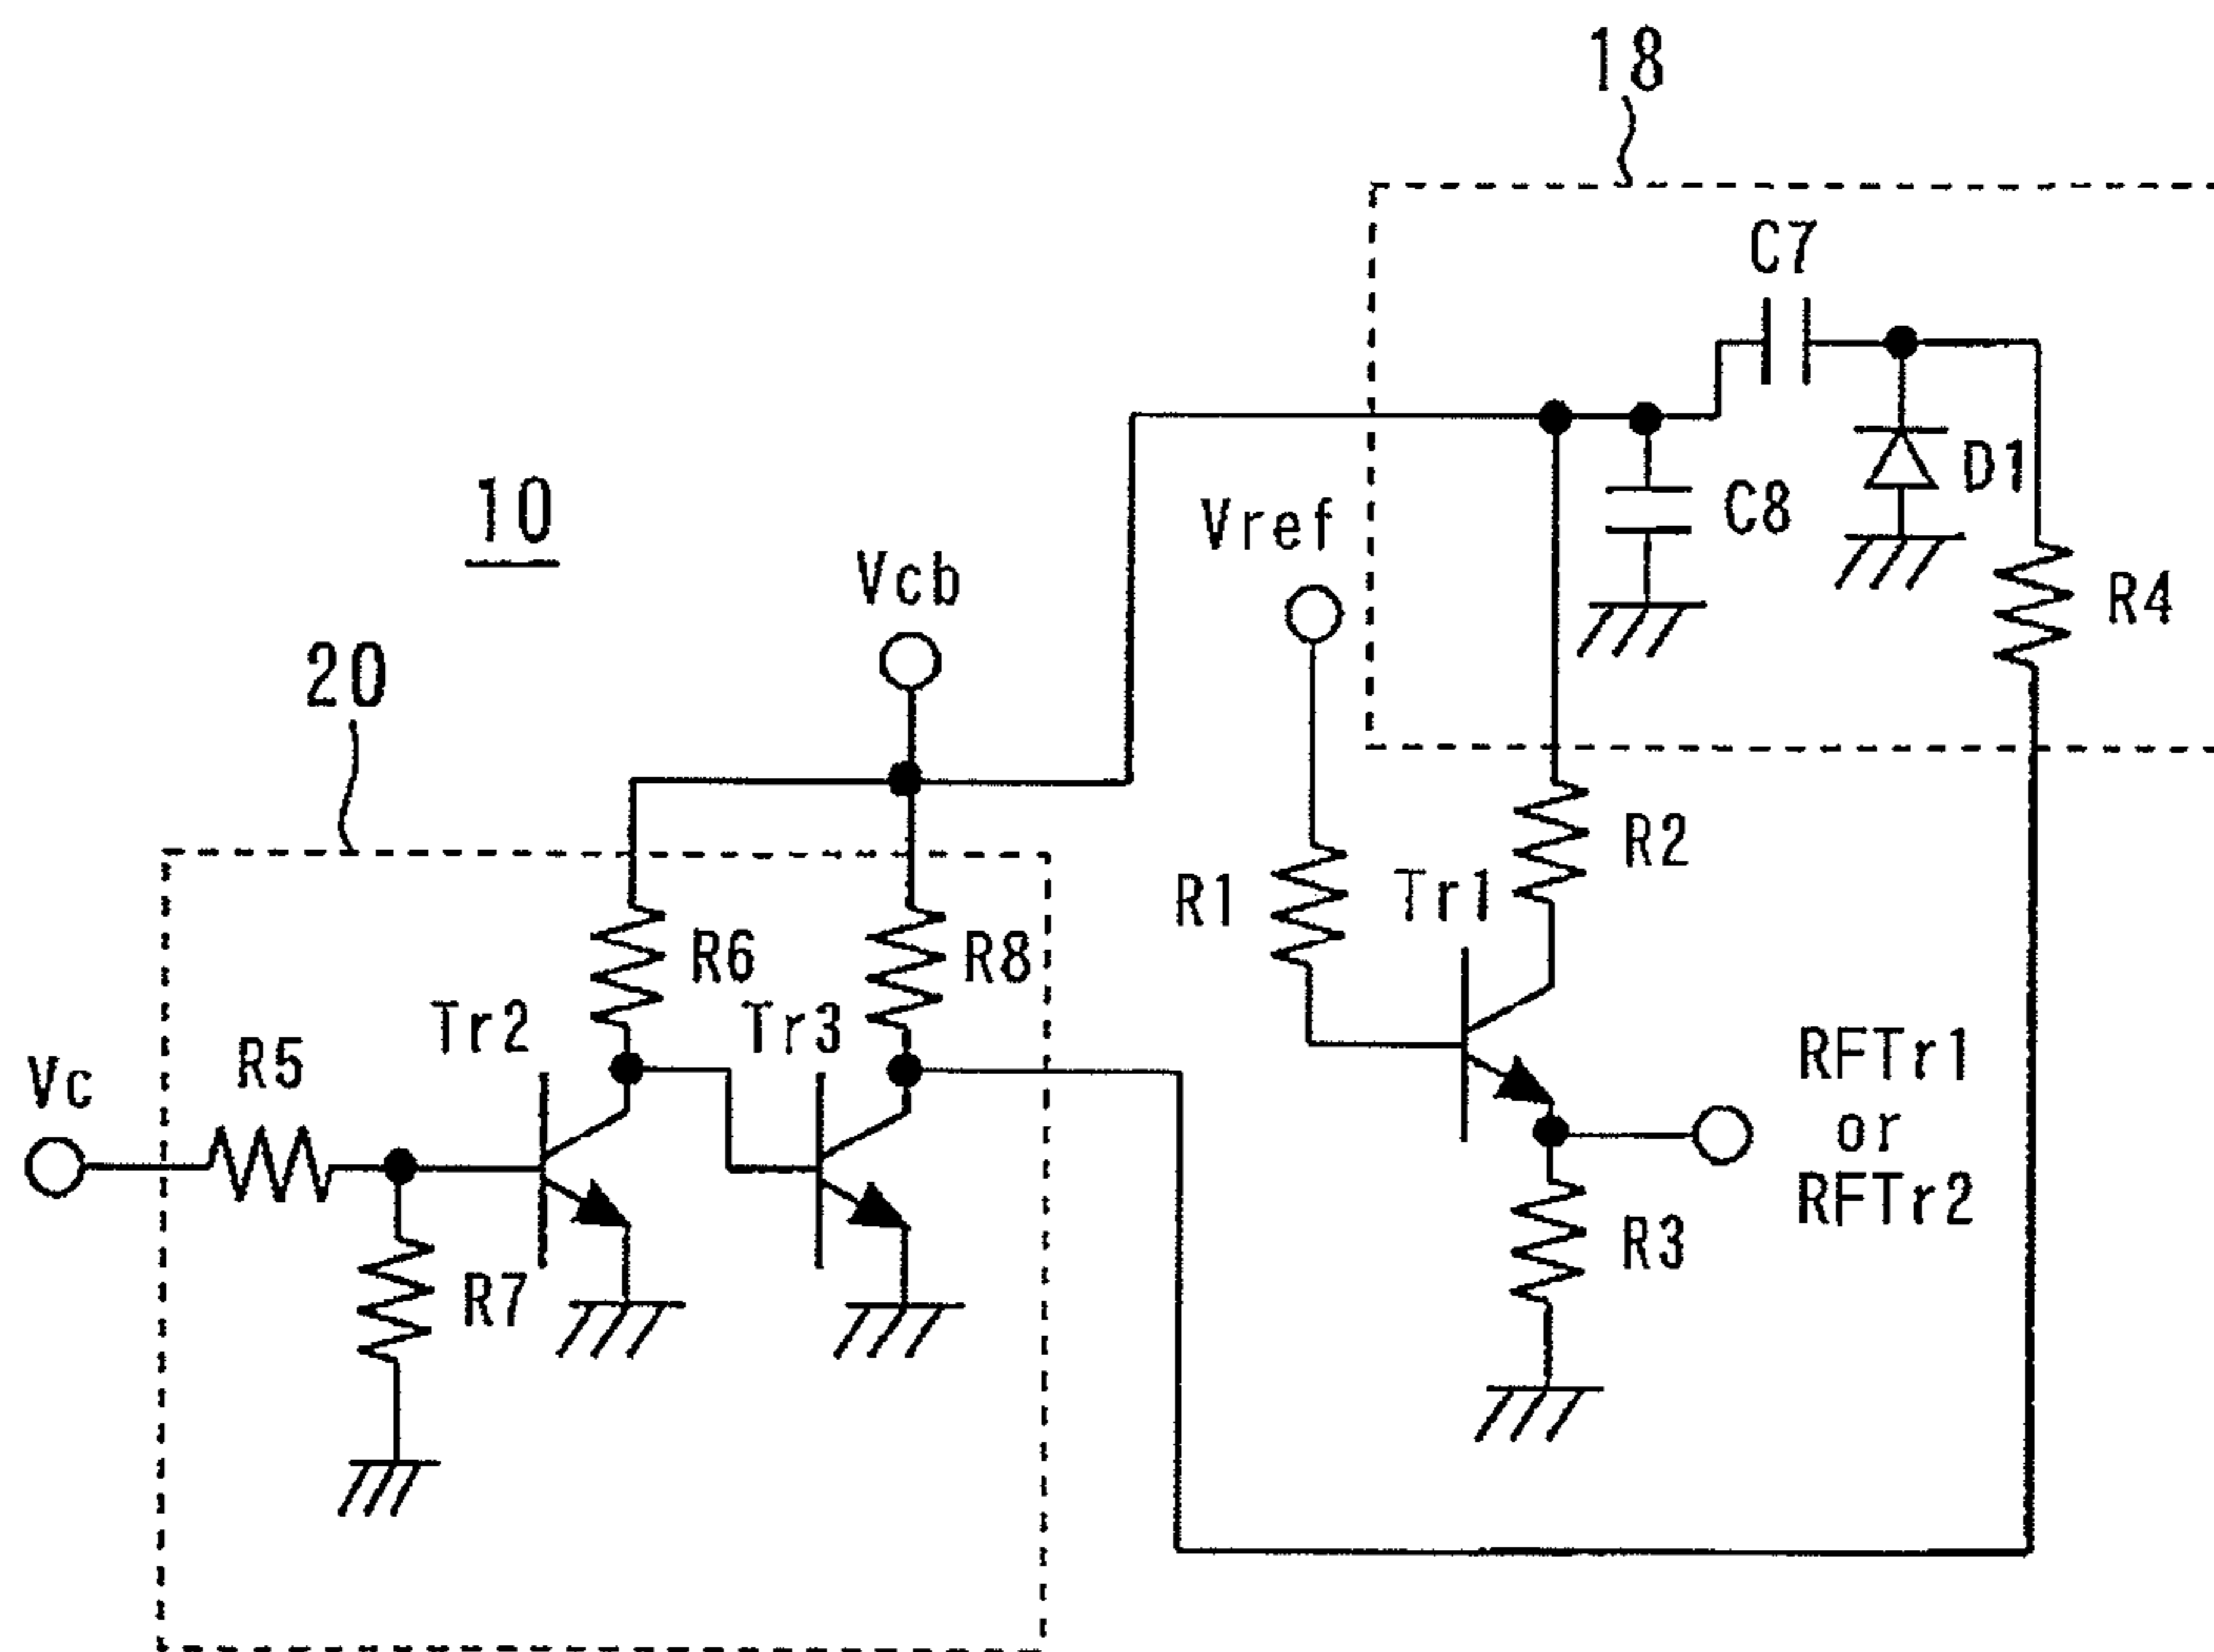 18
C7
10
Vref
C8
D1
Vcb
R4
20
R2
R1
Tr1
R6
R8
Tr2
Tr3
Vc
R5
RFTr1
or
RFTr2
R7
R3